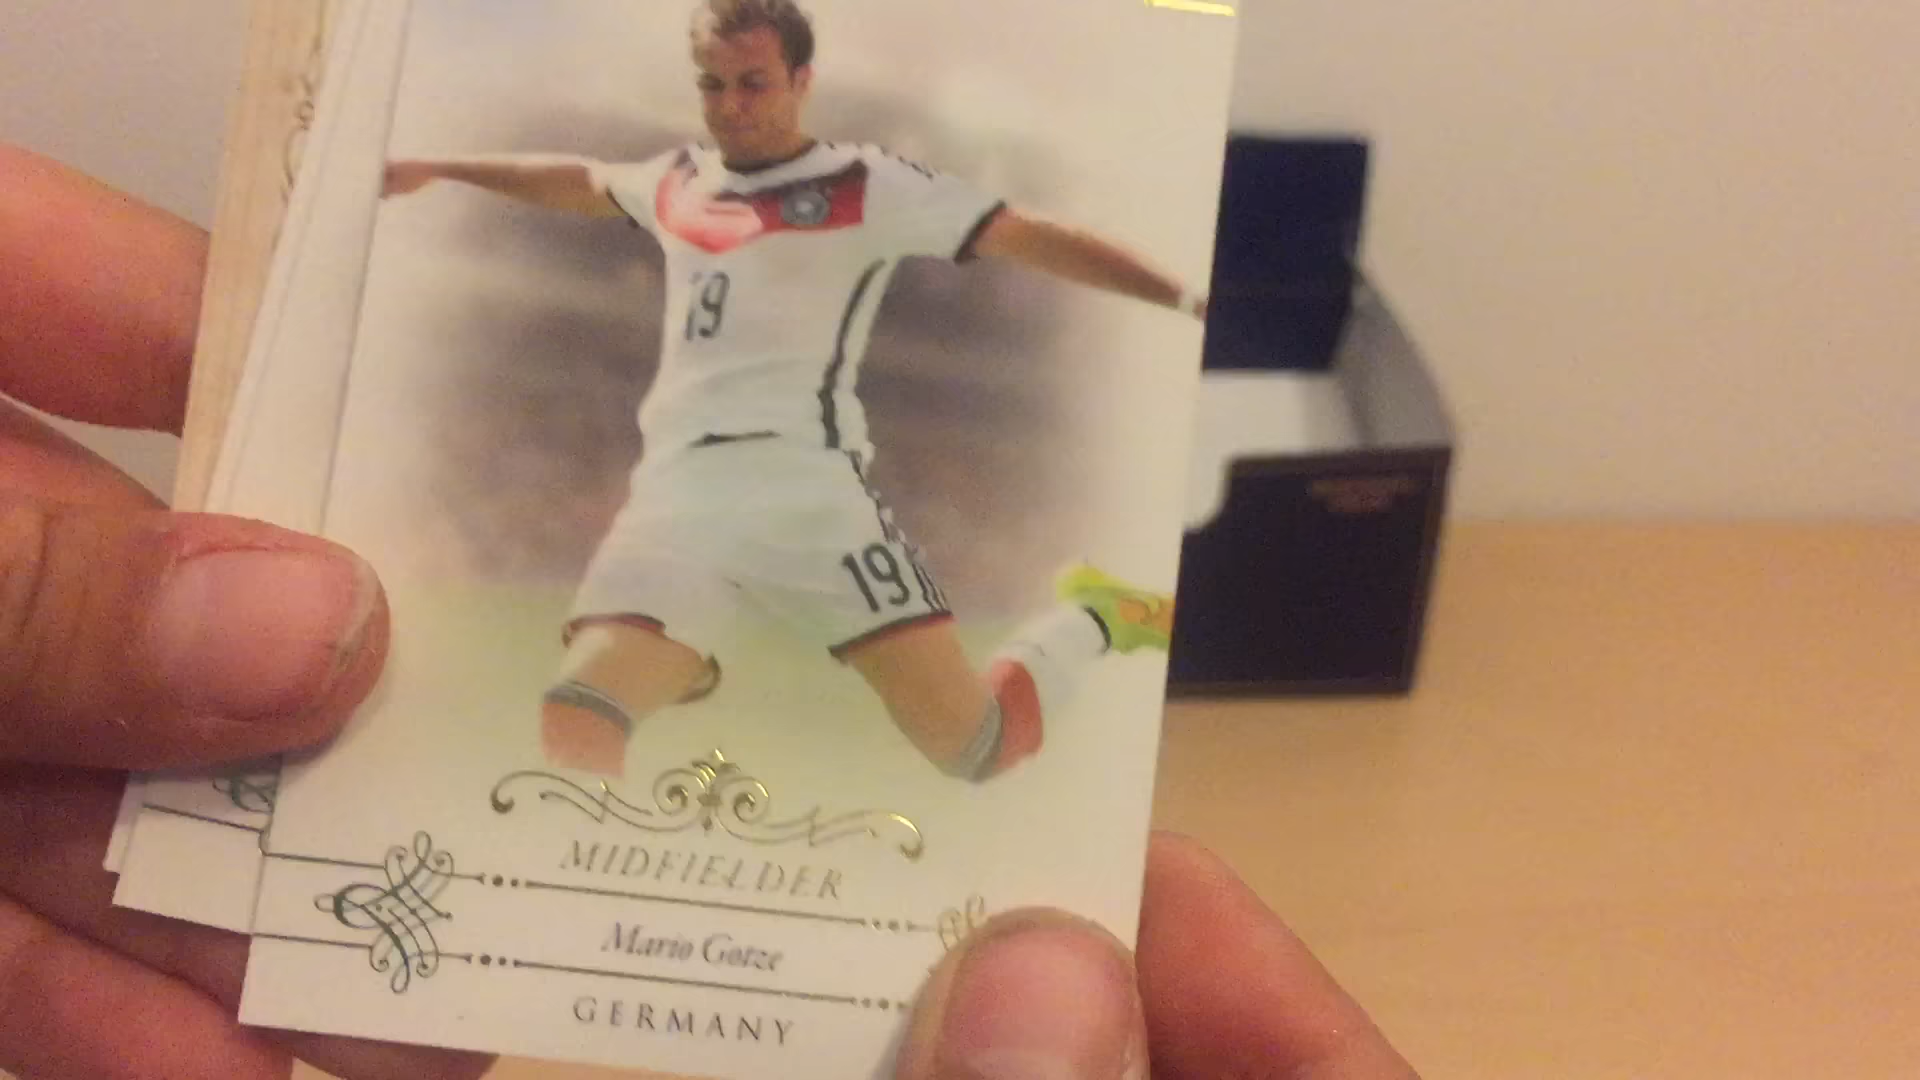 19
19
MIDFIELDER
Mario Gotze
GERMANY